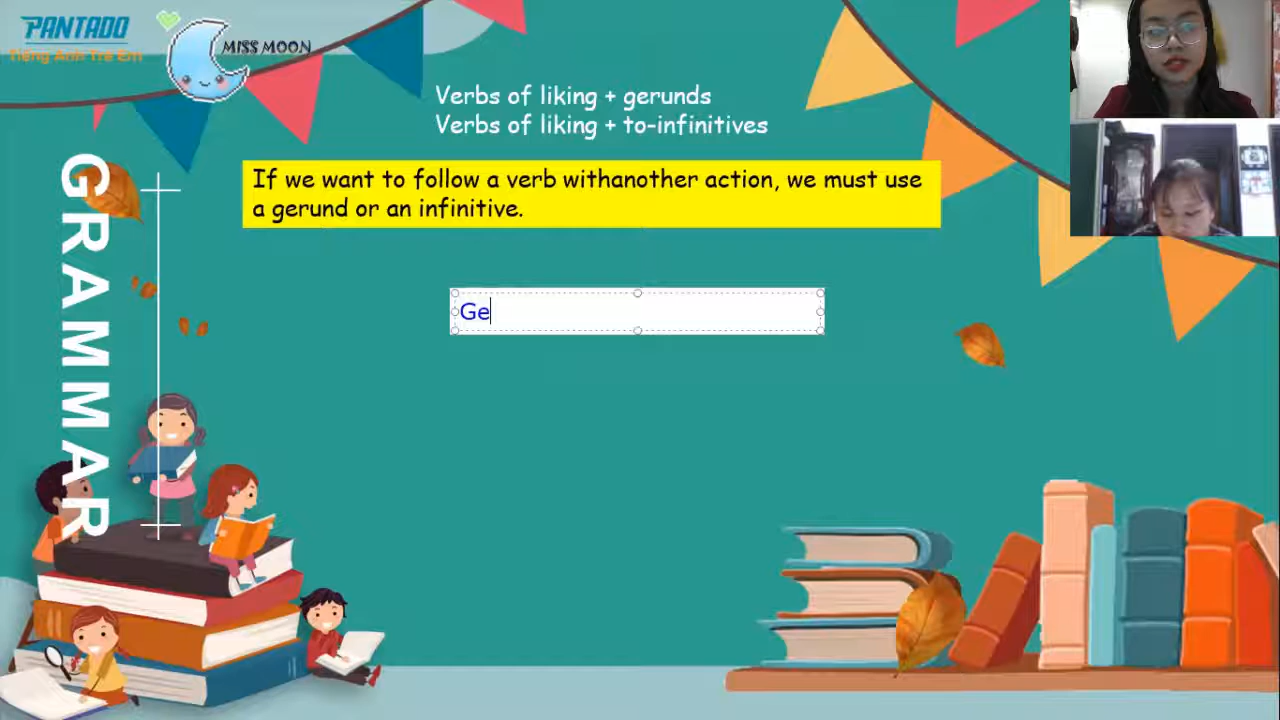 PANTADO
Tiếng Anh Trẻ Em
MISS MOON
Verbs of liking + gerunds
Verbs of liking + to-infinitives
If we want to follow a verb withanother action, we must use
a gerund or an infinitive.
Ge
GRAMMAR